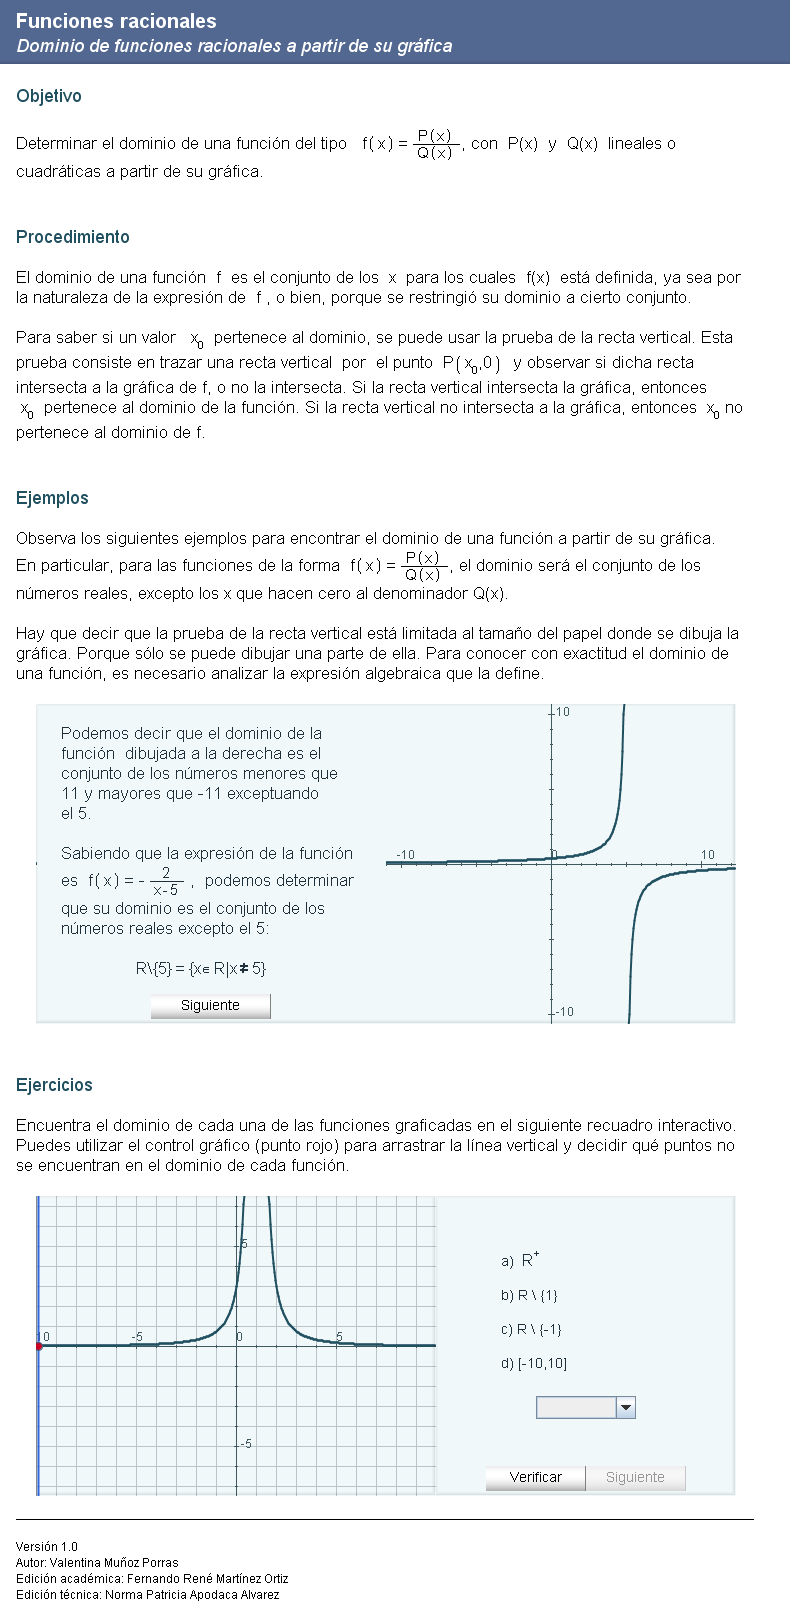 Funciones racionales
Dominio de funciones racionales a partir de su gráfica
Objetivo
Determinar el dominio de una función del tipo f(x) = P(x)/Q(x), con P(x) y Q(x) lineales o
cuadráticas a partir de su gráfica.
Procedimiento
El dominio de una función f es el conjunto de los x para los cuales f(x) está definida, ya sea por
la naturaleza de la expresión de f , o bien, porque se restringió su dominio a cierto conjunto.
Para saber si un valor x₀ pertenece al dominio, se puede usar la prueba de la recta vertical. Esta
prueba consiste en trazar una recta vertical por el punto P(x₀,0) y observar si dicha recta
intersecta a la gráfica de f, o no la intersecta. Si la recta vertical intersecta la gráfica, entonces
x₀ pertenece al dominio de la función. Si la recta vertical no intersecta a la gráfica, entonces x₀ no
pertenece al dominio de f.
Ejemplos
Observa los siguientes ejemplos para encontrar el dominio de una función a partir de su gráfica.
En particular, para las funciones de la forma f(x) = P(x)/Q(x), el dominio será el conjunto de los
números reales, excepto los x que hacen cero al denominador Q(x).
Hay que decir que la prueba de la recta vertical está limitada al tamaño del papel donde se dibuja la
gráfica. Porque sólo se puede dibujar una parte de ella. Para conocer con exactitud el dominio de
una función, es necesario analizar la expresión algebraica que la define.
Podemos decir que el dominio de la
función dibujada a la derecha es el
conjunto de los números menores que
11 y mayores que -11 exceptuando
el 5.
Sabiendo que la expresión de la función
es f(x) = - 2/(x-5) , podemos determinar
que su dominio es el conjunto de los
números reales excepto el 5:
R\{5} = {x∈R|x≠5}
Siguiente
10
-10
0
10
-10
Ejercicios
Encuentra el dominio de cada una de las funciones graficadas en el siguiente recuadro interactivo.
Puedes utilizar el control gráfico (punto rojo) para arrastrar la línea vertical y decidir qué puntos no
se encuentran en el dominio de cada función.
5
10
-5
0
5
-5
a) R⁺
b) R \ {1}
c) R \ {-1}
d) [-10,10]
Verificar
Siguiente
Versión 1.0
Autor: Valentina Muñoz Porras
Edición académica: Fernando René Martínez Ortiz
Edición técnica: Norma Patricia Apodaca Alvarez